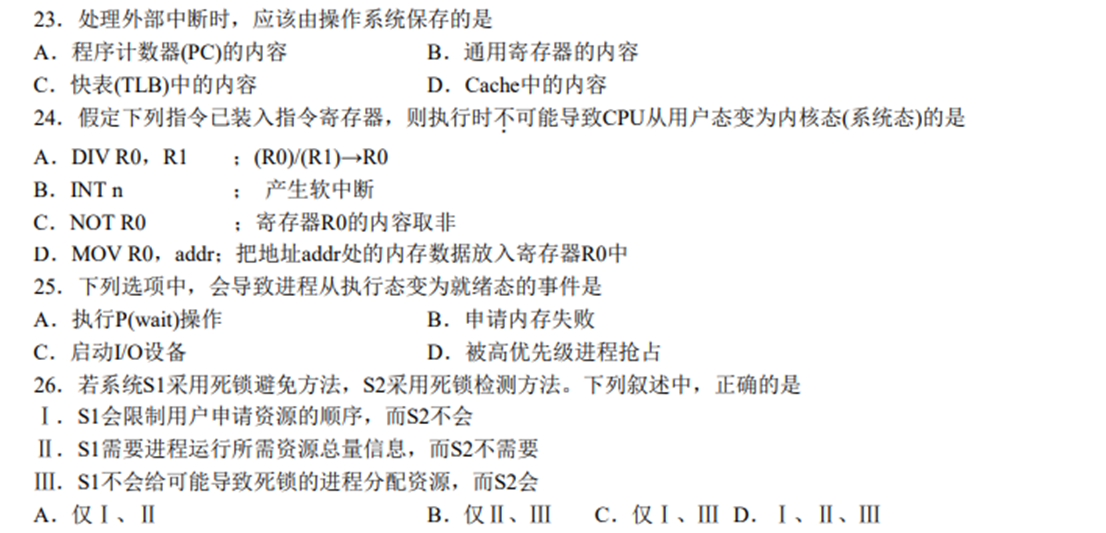 23．处理外部中断时，应该由操作系统保存的是
A．程序计数器(PC)的内容 B．通用寄存器的内容
C．快表(TLB)中的内容 D．Cache中的内容
24．假定下列指令已装入指令寄存器，则执行时不可能导致CPU从用户态变为内核态(系统态)的是
A．DIV R0，R1 ；(R0)/(R1)→R0
B．INT n ； 产生软中断
C．NOT R0 ；寄存器R0的内容取非
D．MOV R0，addr；把地址addr处的内存数据放入寄存器R0中
25．下列选项中，会导致进程从执行态变为就绪态的事件是
A．执行P(wait)操作 B．申请内存失败
C．启动I/O设备 D．被高优先级进程抢占
26．若系统S1采用死锁避免方法，S2采用死锁检测方法。下列叙述中，正确的是
Ⅰ．S1会限制用户申请资源的顺序，而S2不会
Ⅱ．S1需要进程运行所需资源总量信息，而S2不需要
Ⅲ．S1不会给可能导致死锁的进程分配资源，而S2会
A．仅Ⅰ、Ⅱ B．仅Ⅱ、Ⅲ C．仅Ⅰ、Ⅲ D．Ⅰ、Ⅱ、Ⅲ